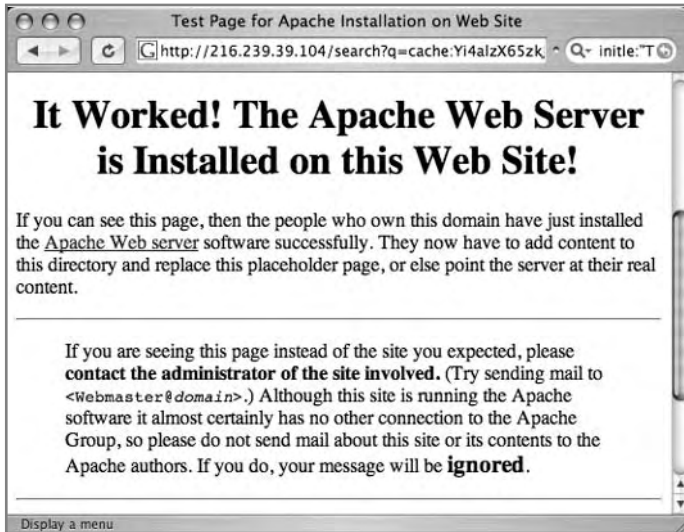 Test Page for Apache Installation on Web Site
G http://216.239.39.104/search?q=cache:Yi4alzX65zk
Q initle:"T
It Worked! The Apache Web Server
is Installed on this Web Site!
If you can see this page, then the people who own this domain have just installed
the Apache Web server software successfully. They now have to add content to
this directory and replace this placeholder page, or else point the server at their real
content.
If you are seeing this page instead of the site you expected, please
contact the administrator of the site involved. (Try sending mail to
<Webmaster@domain>.) Although this site is running the Apache
software it almost certainly has no other connection to the Apache
Group, so please do not send mail about this site or its contents to the
Apache authors. If you do, your message will be ignored.
Display a menu